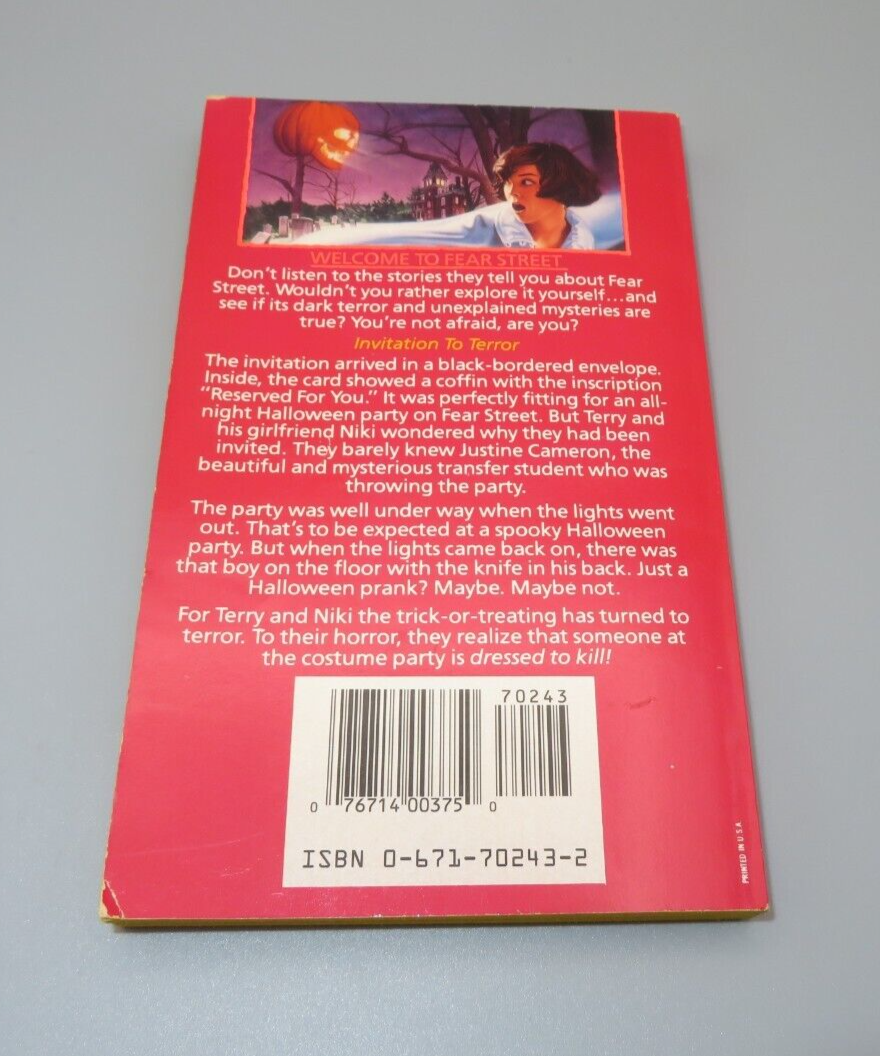 WELCOME TO FEAR STREET
Don't listen to the stories they tell you about Fear
Street. Wouldn't you rather explore it yourself...and
see if its dark terror and unexplained mysteries are
true? You're not afraid, are you?
Invitation To Terror
The invitation arrived in a black-bordered envelope.
Inside, the card showed a coffin with the inscription
"Reserved For You." It was perfectly fitting for an all-
night Halloween party on Fear Street. But Terry and
his girlfriend Niki wondered why they had been
invited. They barely knew Justine Cameron, the
beautiful and mysterious transfer student who was
throwing the party.
The party was well under way when the lights went
out. That's to be expected at a spooky Halloween
party. But when the lights came back on, there was
that boy on the floor with the knife in his back. Just a
Halloween prank? Maybe. Maybe not.
For Terry and Niki the trick-or-treating has turned to
terror. To their horror, they realize that someone at
the costume party is dressed to kill!
70243
0 76714 00375 0
ISBN 0-671-70243-2
PRINTED IN U.S.A.